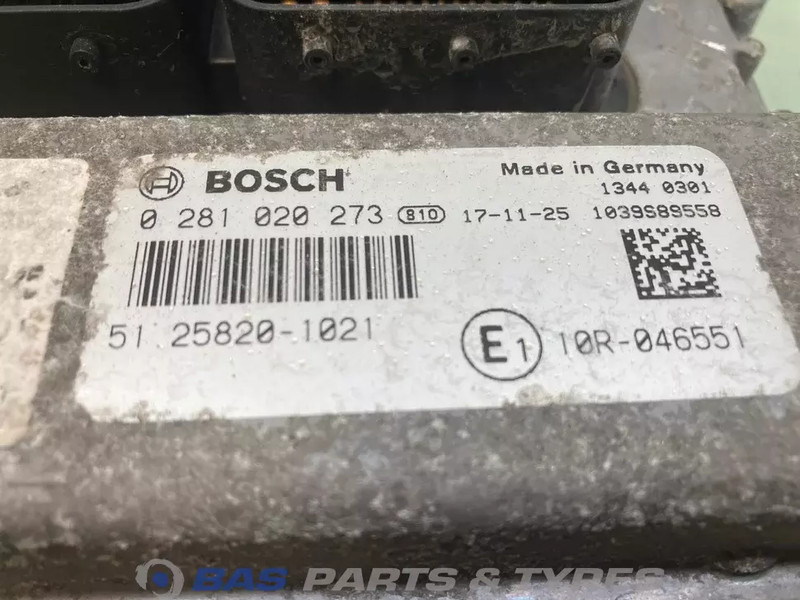 BOSCH
Made in Germany
1344 0301
0 281 020 273 810 17-11-25 1039S89558
51 25820-1021
E1 10R-046551
BAS PARTS & TYRES